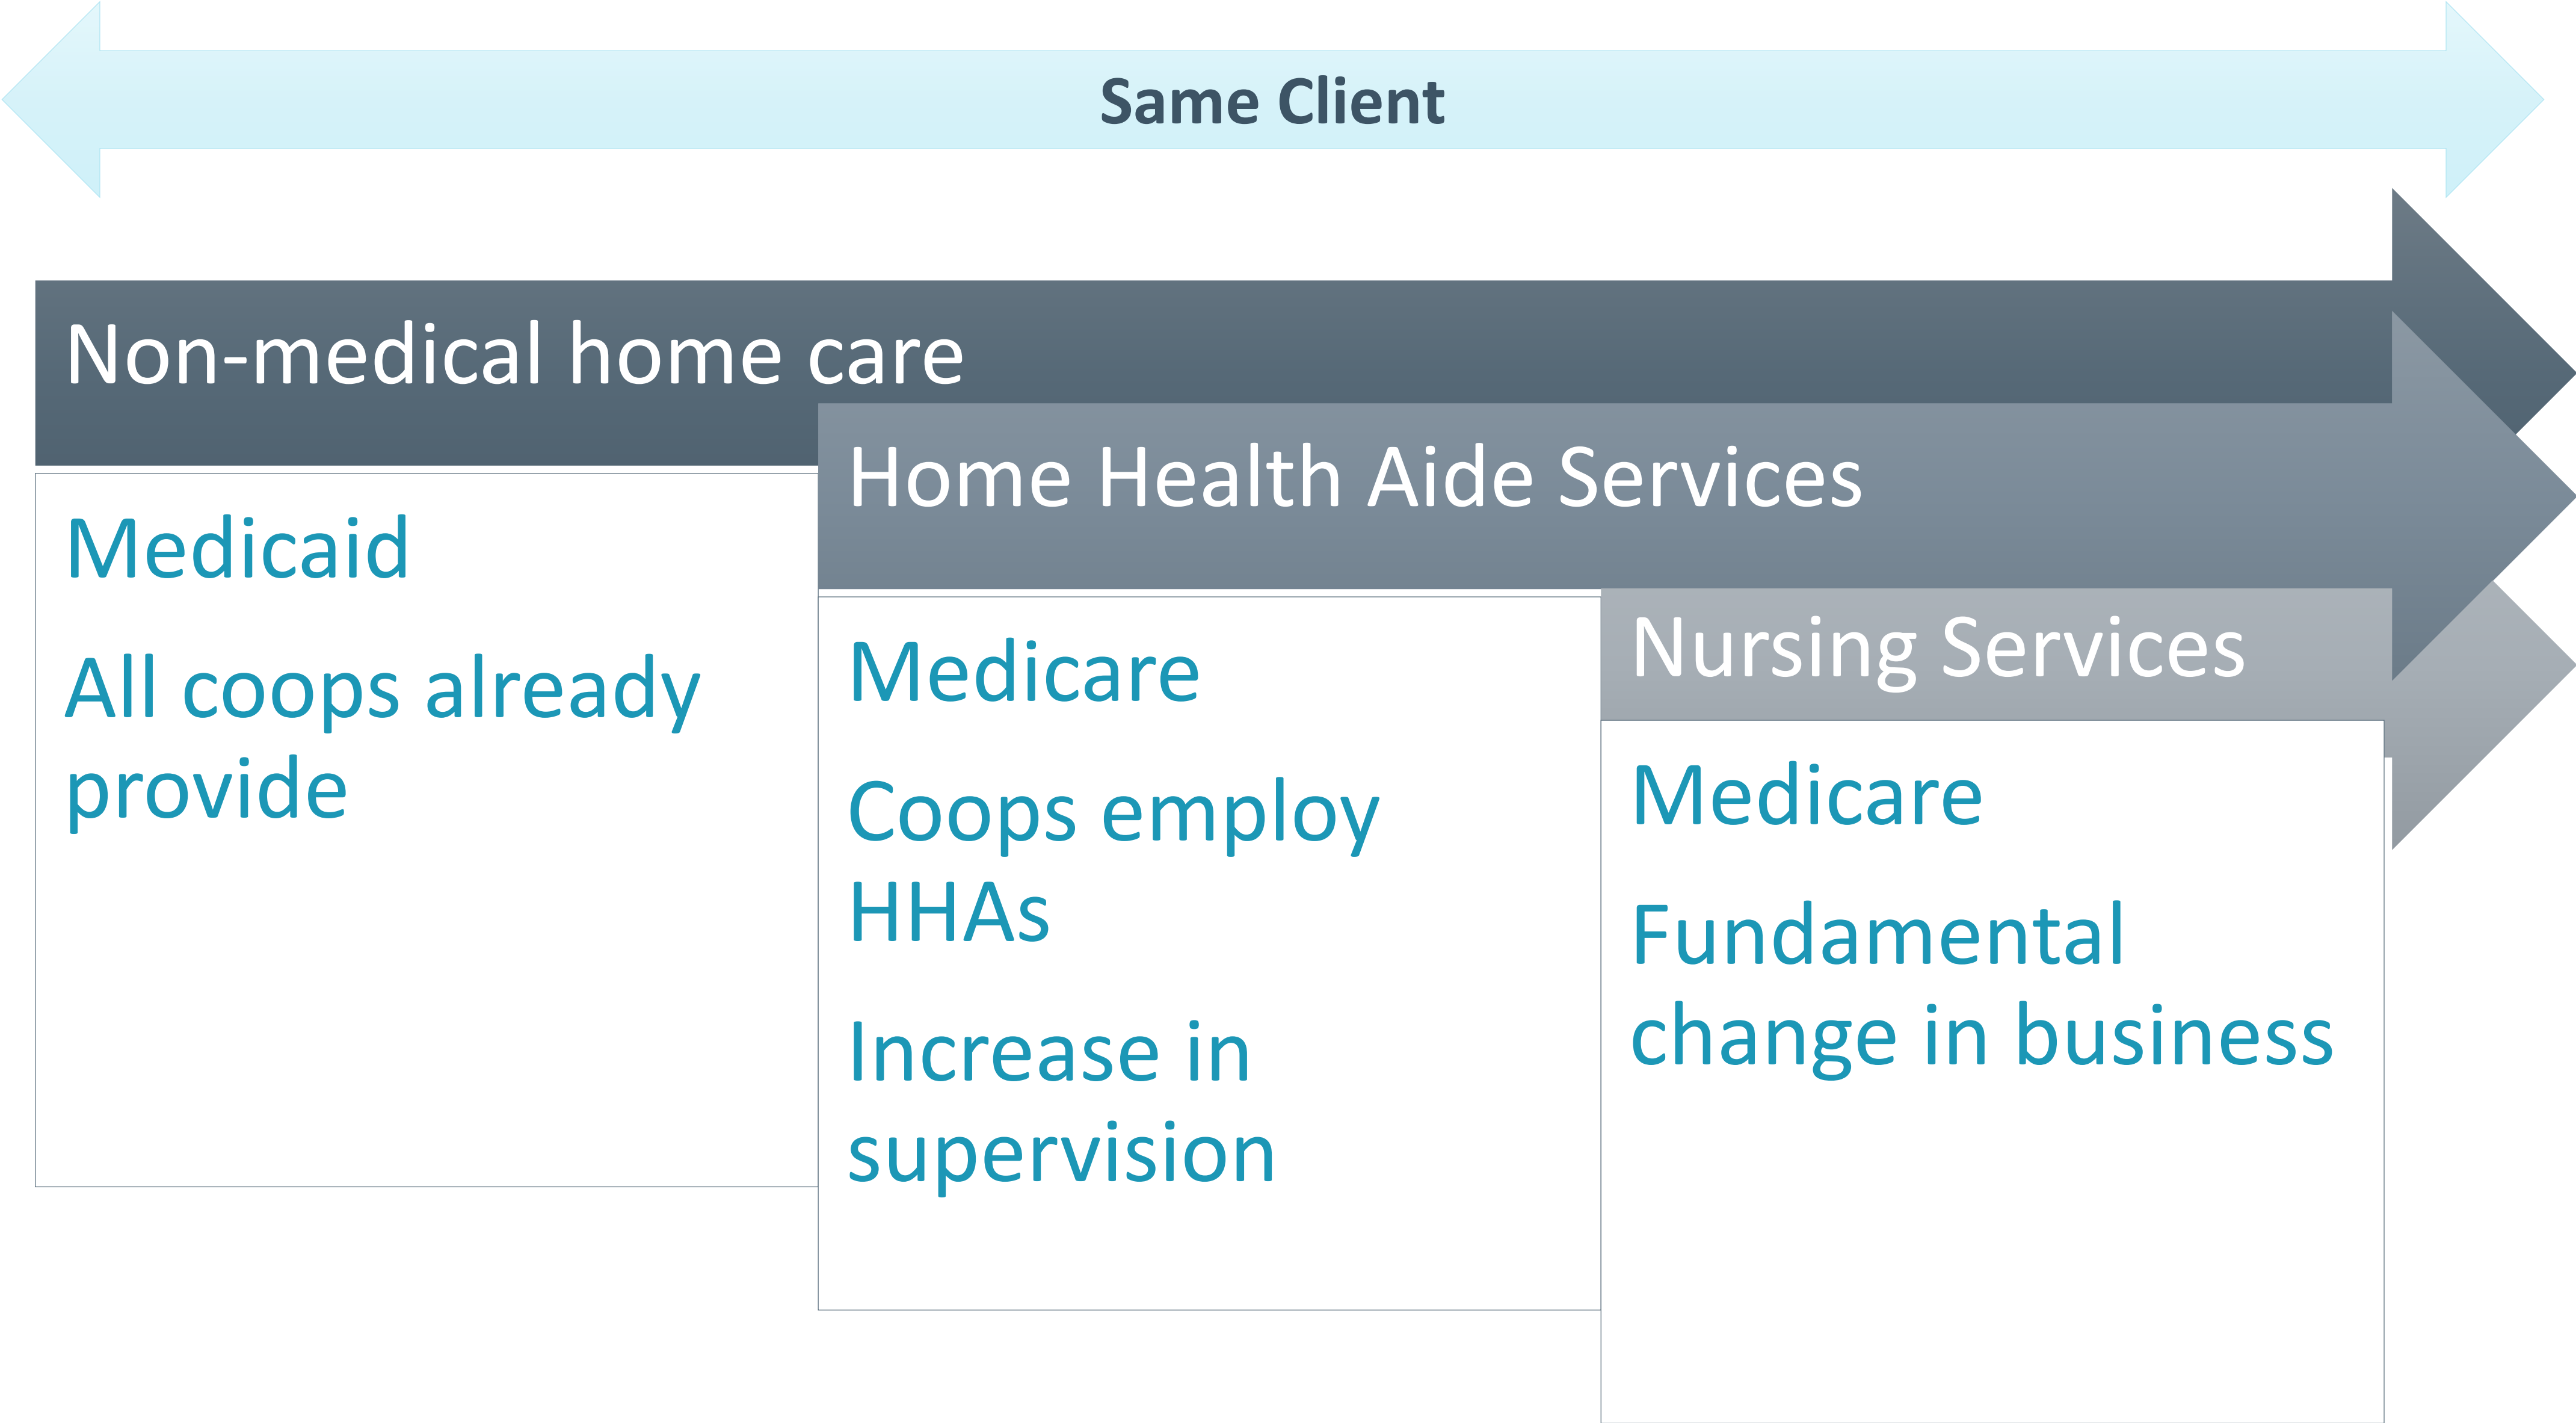 Same Client
Non-medical home care
Medicaid
All coops already
provide
Home Health Aide Services
Medicare
Coops employ
HHAs
Increase in
supervision
Nursing Services
Medicare
Fundamental
change in business